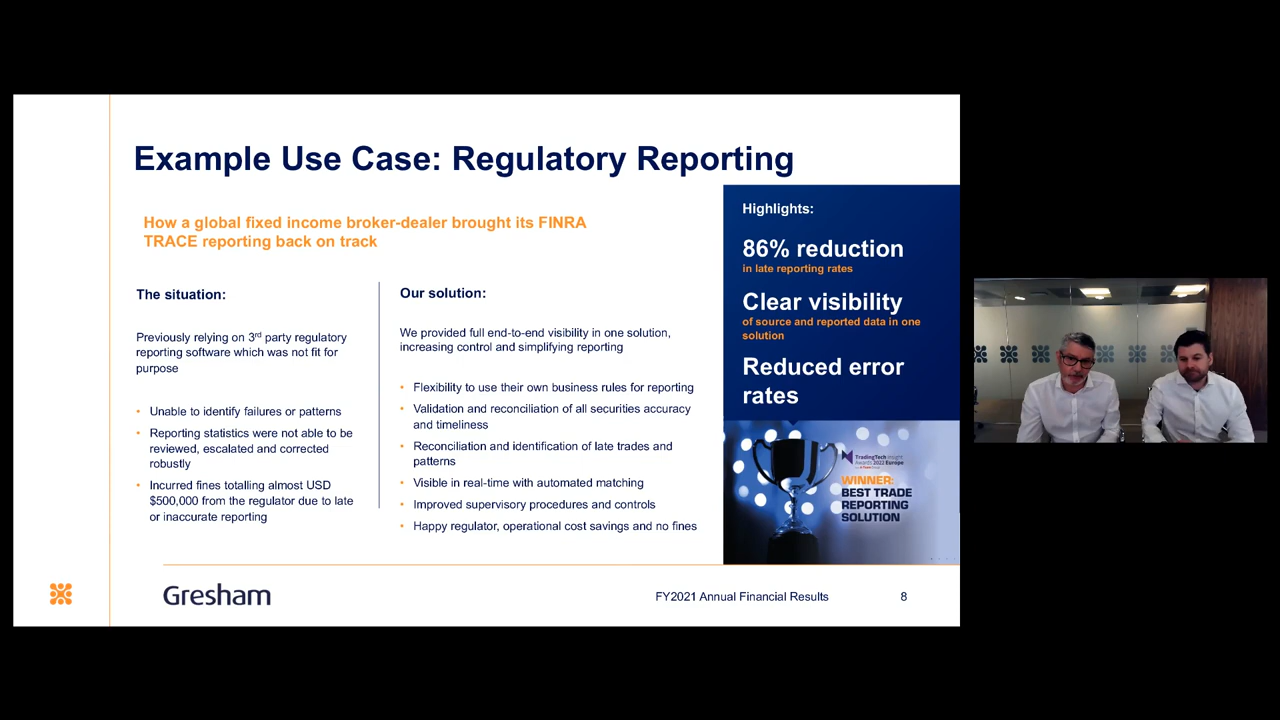 Example Use Case: Regulatory Reporting
How a global fixed income broker-dealer brought its FINRA
TRACE reporting back on track
The situation:
Previously relying on 3rd party regulatory
reporting software which was not fit for
purpose
• Unable to identify failures or patterns
• Reporting statistics were not able to be
reviewed, escalated and corrected
robustly
• Incurred fines totalling almost USD
$500,000 from the regulator due to late
or inaccurate reporting
Our solution:
We provided full end-to-end visibility in one solution,
increasing control and simplifying reporting
• Flexibility to use their own business rules for reporting
• Validation and reconciliation of all securities accuracy
and timeliness
• Reconciliation and identification of late trades and
patterns
• Visible in real-time with automated matching
• Improved supervisory procedures and controls
• Happy regulator, operational cost savings and no fines
Highlights:
86% reduction
in late reporting rates
Clear visibility
of source and reported data in one
solution
Reduced error
rates
TradingTech Insight
Awards 2022 Europe
WINNER:
BEST TRADE
REPORTING
SOLUTION
Gresham
FY2021 Annual Financial Results
8